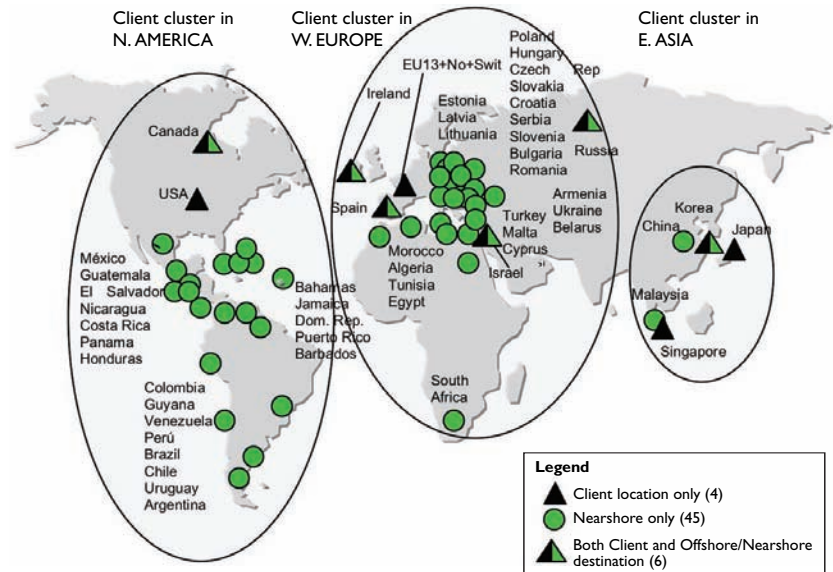 Client cluster in
N. AMERICA
Client cluster in
W. EUROPE
Client cluster in
E. ASIA
Canada
USA
México
Guatemala
El Salvador
Nicaragua
Costa Rica
Panama
Honduras
Bahamas
Jamaica
Dom. Rep.
Puerto Rico
Barbados
Colombia
Guyana
Venezuela
Perú
Brazil
Chile
Uruguay
Argentina
EU13+No+Swit
Ireland
Estonia
Latvia
Lithuania
Poland
Hungary
Czech Rep
Slovakia
Croatia
Serbia
Slovenia
Bulgaria
Romania
Russia
Spain
Armenia
Ukraine
Belarus
Turkey
Malta
Cyprus
Israel
Morocco
Algeria
Tunisia
Egypt
South
Africa
Korea
China
Japan
Malaysia
Singapore
Legend
Client location only (4)
Nearshore only (45)
Both Client and Offshore/Nearshore
destination (6)